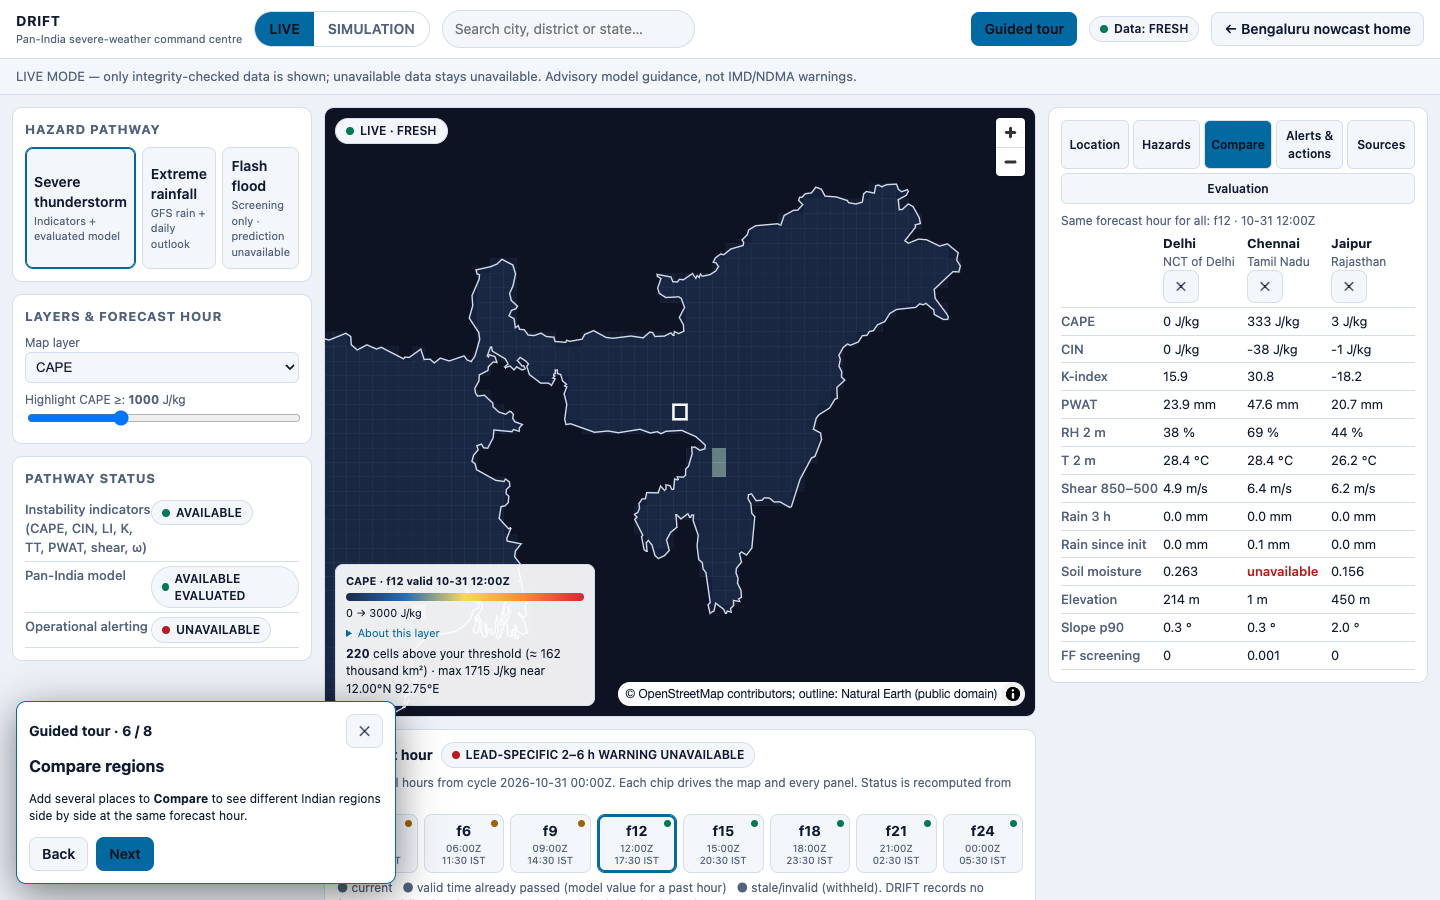 DRIFT
Pan-India severe-weather command centre
LIVE
SIMULATION
Search city, district or state...
Guided tour
Data: FRESH
← Bengaluru nowcast home
LIVE MODE — only integrity-checked data is shown; unavailable data stays unavailable. Advisory model guidance, not IMD/NDMA warnings.
HAZARD PATHWAY
Severe
thunderstorm
Indicators +
evaluated model
Extreme
rainfall
GFS rain +
daily
outlook
Flash
flood
Screening
only ·
prediction
unavailable
LAYERS & FORECAST HOUR
Map layer
CAPE
Highlight CAPE ≥: 1000 J/kg
PATHWAY STATUS
Instability indicators
(CAPE, CIN, LI, K,
TT, PWAT, shear, ω)
AVAILABLE
Pan-India model
AVAILABLE
EVALUATED
Operational alerting
UNAVAILABLE
LIVE · FRESH
+
−
CAPE · f12 valid 10-31 12:00Z
0 → 3000 J/kg
▶ About this layer
220 cells above your threshold (≈ 162
thousand km²) · max 1715 J/kg near
12.00°N 92.75°E
© OpenStreetMap contributors; outline: Natural Earth (public domain)
Location
Hazards
Compare
Alerts &
actions
Sources
Evaluation
Same forecast hour for all: f12 · 10-31 12:00Z
Delhi Chennai Jaipur
NCT of Delhi Tamil Nadu Rajasthan
× × ×
CAPE 0 J/kg 333 J/kg 3 J/kg
CIN 0 J/kg -38 J/kg -1 J/kg
K-index 15.9 30.8 -18.2
PWAT 23.9 mm 47.6 mm 20.7 mm
RH 2 m 38 % 69 % 44 %
T 2 m 28.4 °C 28.4 °C 26.2 °C
Shear 850–500 4.9 m/s 6.4 m/s 6.2 m/s
Rain 3 h 0.0 mm 0.0 mm 0.0 mm
Rain since init 0.0 mm 0.1 mm 0.0 mm
Soil moisture 0.263 unavailable 0.156
Elevation 214 m 1 m 450 m
Slope p90 0.3 ° 0.3 ° 2.0 °
FF screening 0 0.001 0
Guided tour · 6 / 8
×
Compare regions
Add several places to Compare to see different Indian regions
side by side at the same forecast hour.
Back
Next
hour
LEAD-SPECIFIC 2–6 h WARNING UNAVAILABLE
hours from cycle 2026-10-31 00:00Z. Each chip drives the map and every panel. Status is recomputed from
f6
06:00Z
11:30 IST
f9
09:00Z
14:30 IST
f12
12:00Z
17:30 IST
f15
15:00Z
20:30 IST
f18
18:00Z
23:30 IST
f21
21:00Z
02:30 IST
f24
00:00Z
05:30 IST
current valid time already passed (model value for a past hour) stale/invalid (withheld). DRIFT records no